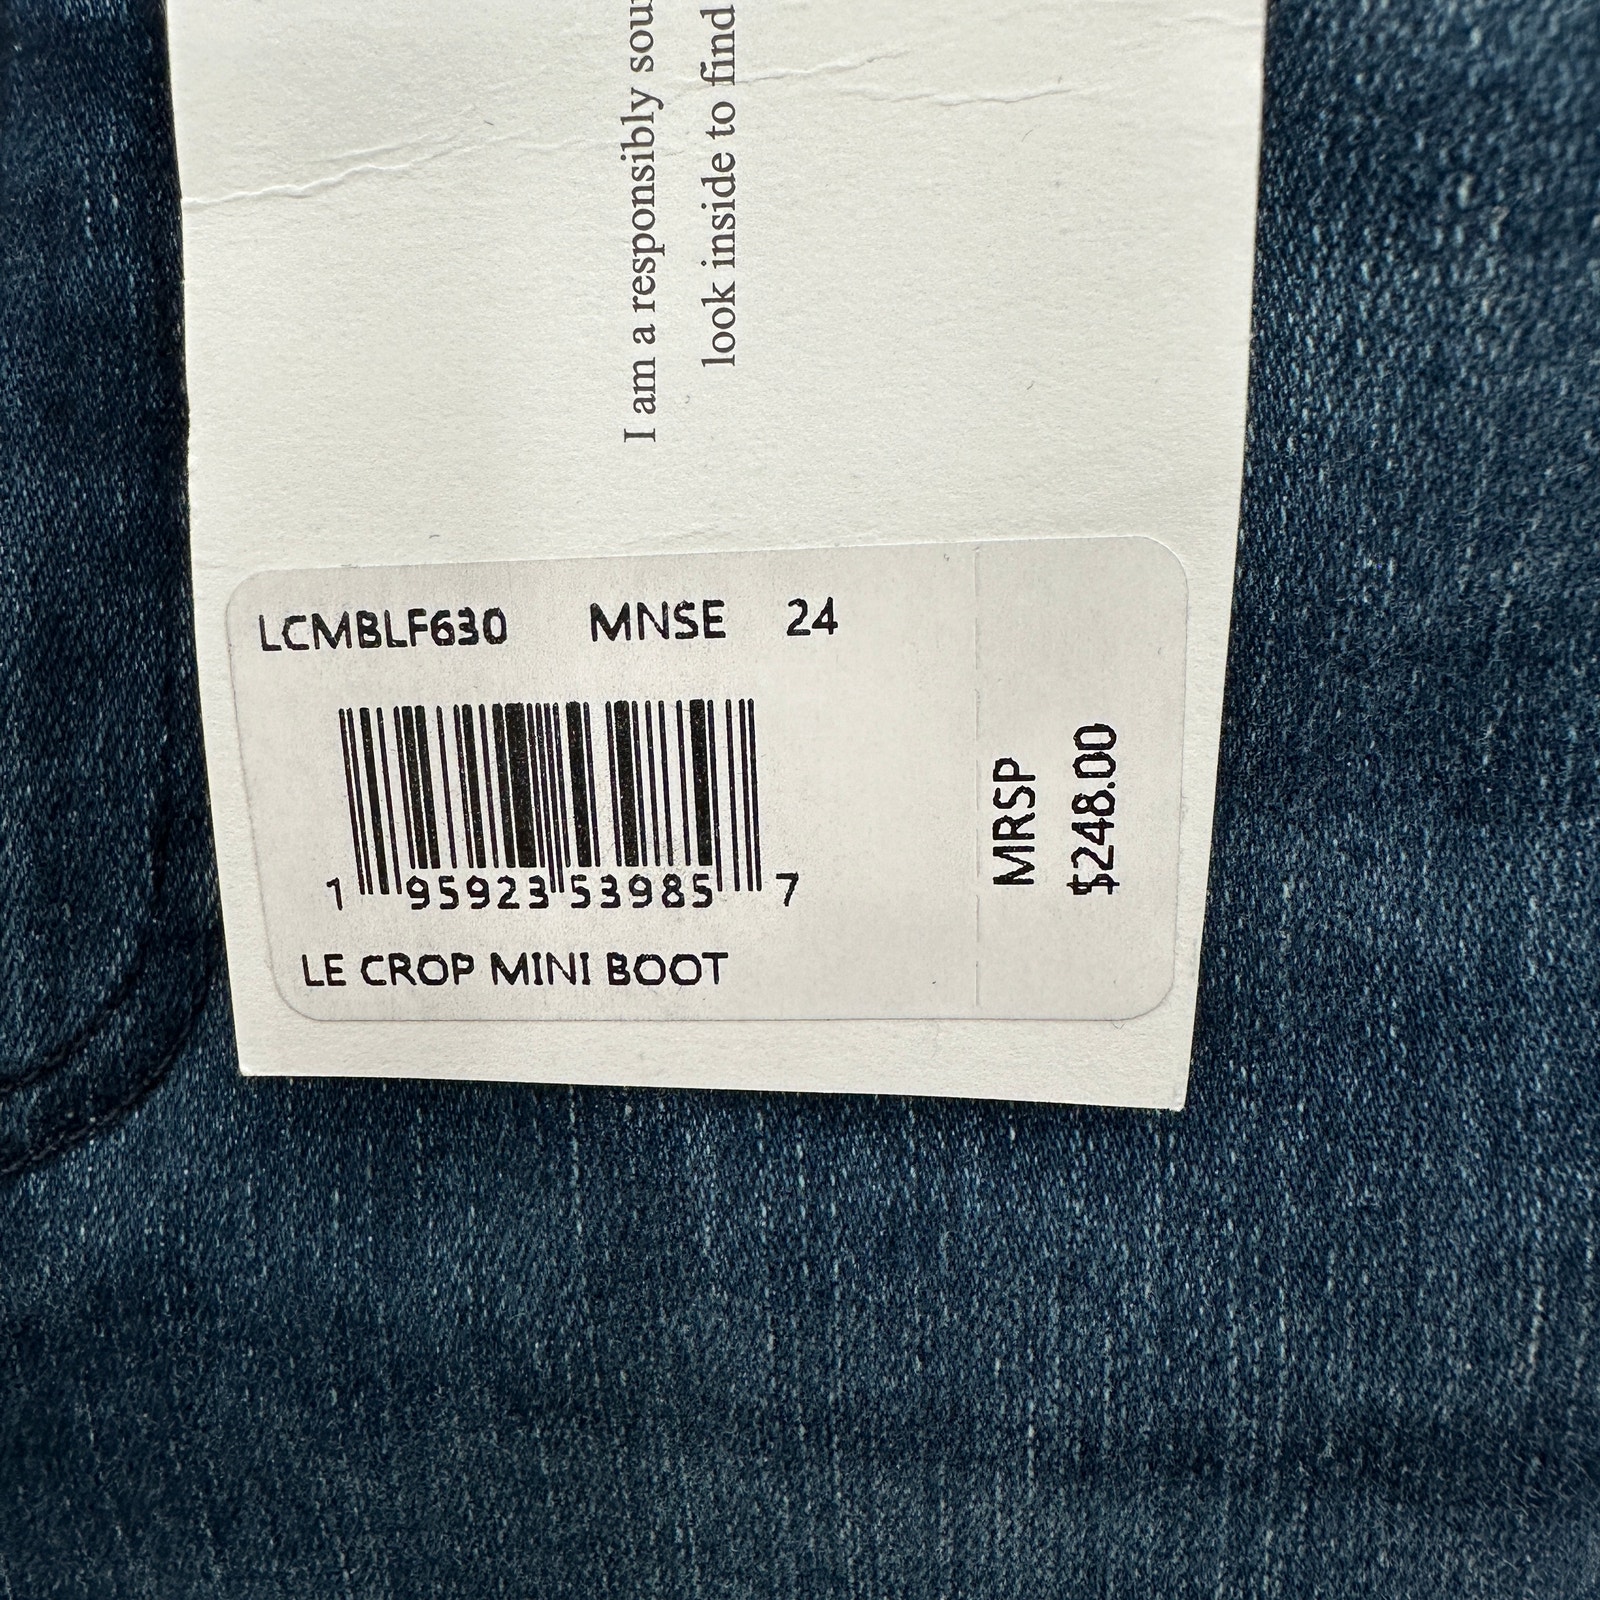 I am a responsibly
look inside to find
LCMBLF630 MNSE 24
1 95923 53985 7
LE CROP MINI BOOT
MRSP
$248.00